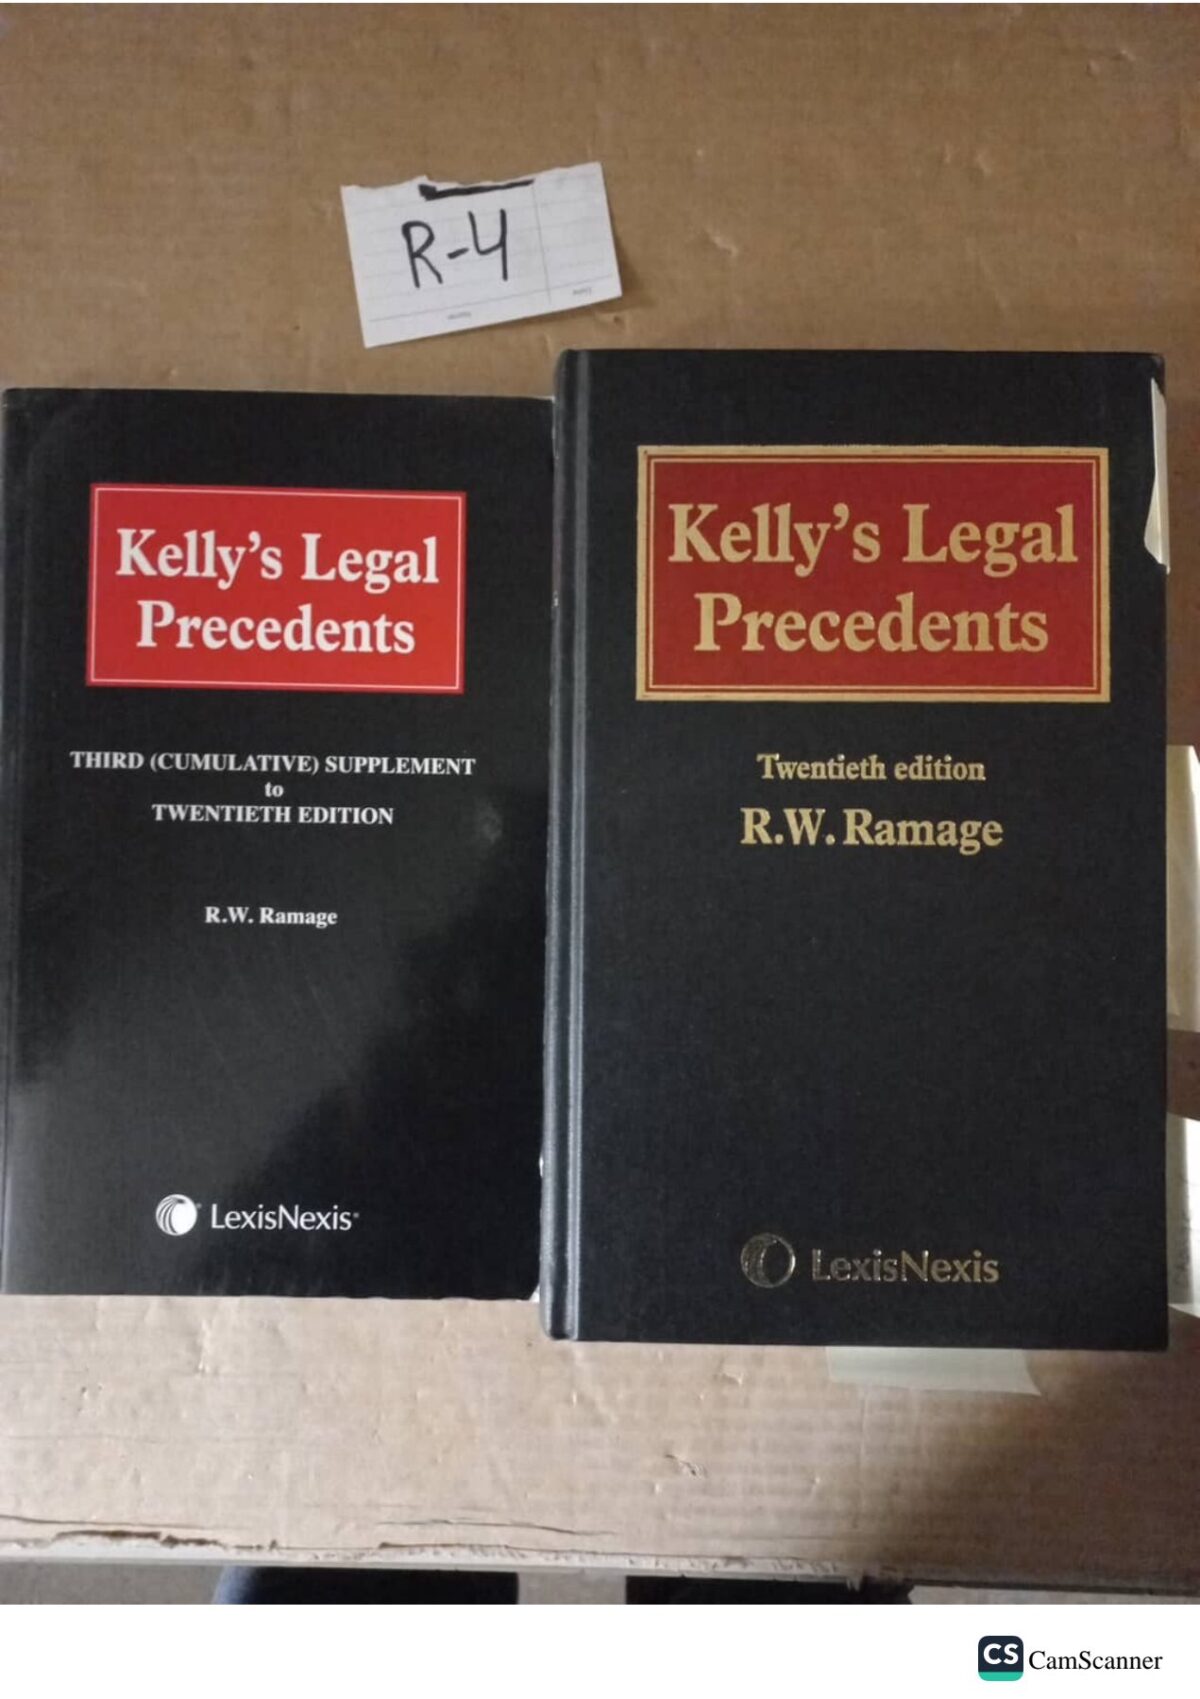 R-4
Kelly's Legal
Precedents
THIRD (CUMULATIVE) SUPPLEMENT
to
TWENTIETH EDITION
R.W. Ramage
LexisNexis®
Kelly's Legal
Precedents
Twentieth edition
R.W. Ramage
LexisNexis
CS CamScanner